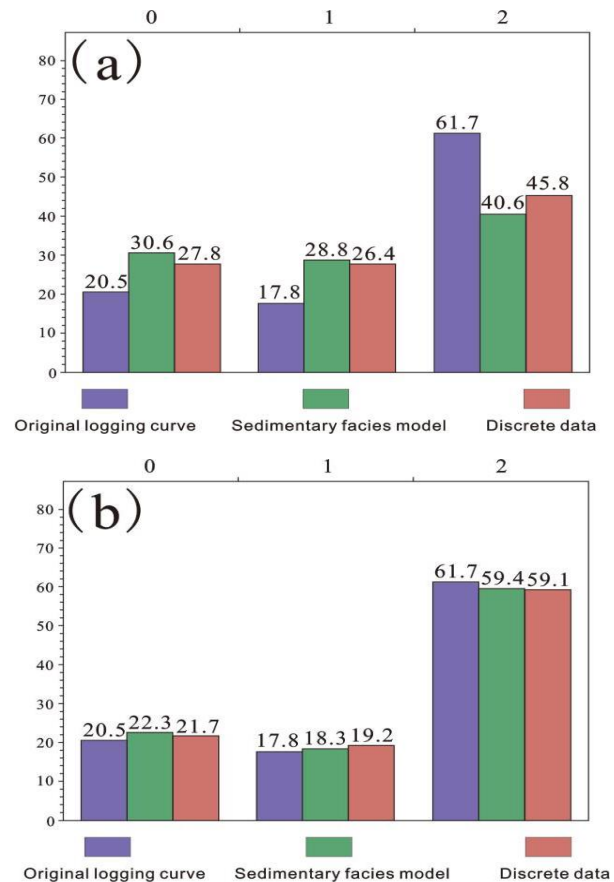 0 1 2
(a)
80
70
60
50
40
30
20
10
0
20.5 30.6 27.8 17.8 28.8 26.4 61.7 40.6 45.8
Original logging curve Sedimentary facies model Discrete data
0 1 2
(b)
80
70
60
50
40
30
20
10
0
20.5 22.3 21.7 17.8 18.3 19.2 61.7 59.4 59.1
Original logging curve Sedimentary facies model Discrete data